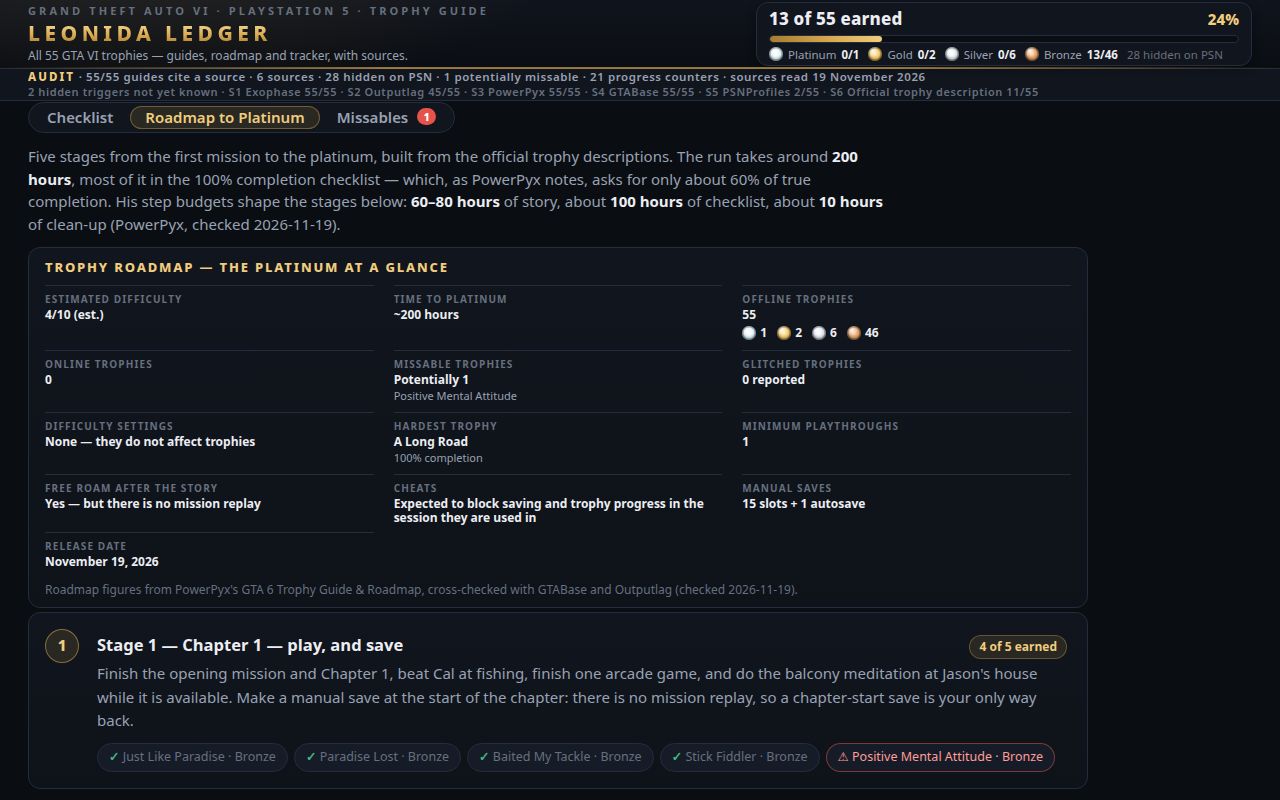 GRAND THEFT AUTO VI · PLAYSTATION 5 · TROPHY GUIDE
LEONIDA LEDGER
All 55 GTA VI trophies — guides, roadmap and tracker, with sources.
13 of 55 earned 24%
Platinum 0/1 Gold 0/2 Silver 0/6 Bronze 13/46 28 hidden on PSN
AUDIT · 55/55 guides cite a source · 6 sources · 28 hidden on PSN · 1 potentially missable · 21 progress counters · sources read 19 November 2026
2 hidden triggers not yet known · S1 Exophase 55/55 · S2 Outputlag 45/55 · S3 PowerPyx 55/55 · S4 GTABase 55/55 · S5 PSNProfiles 2/55 · S6 Official trophy description 11/55
Checklist Roadmap to Platinum Missables 1
Five stages from the first mission to the platinum, built from the official trophy descriptions. The run takes around 200
hours, most of it in the 100% completion checklist — which, as PowerPyx notes, asks for only about 60% of true
completion. His step budgets shape the stages below: 60–80 hours of story, about 100 hours of checklist, about 10 hours
of clean-up (PowerPyx, checked 2026-11-19).
TROPHY ROADMAP — THE PLATINUM AT A GLANCE
ESTIMATED DIFFICULTY
4/10 (est.)
TIME TO PLATINUM
~200 hours
OFFLINE TROPHIES
55
1 2 6 46
ONLINE TROPHIES
0
MISSABLE TROPHIES
Potentially 1
Positive Mental Attitude
GLITCHED TROPHIES
0 reported
DIFFICULTY SETTINGS
None — they do not affect trophies
HARDEST TROPHY
A Long Road
100% completion
MINIMUM PLAYTHROUGHS
1
FREE ROAM AFTER THE STORY
Yes — but there is no mission replay
CHEATS
Expected to block saving and trophy progress in the
session they are used in
MANUAL SAVES
15 slots + 1 autosave
RELEASE DATE
November 19, 2026
Roadmap figures from PowerPyx's GTA 6 Trophy Guide & Roadmap, cross-checked with GTABase and Outputlag (checked 2026-11-19).
1 Stage 1 — Chapter 1 — play, and save 4 of 5 earned
Finish the opening mission and Chapter 1, beat Cal at fishing, finish one arcade game, and do the balcony meditation at Jason's house
while it is available. Make a manual save at the start of the chapter: there is no mission replay, so a chapter-start save is your only way
back.
✓ Just Like Paradise · Bronze ✓ Paradise Lost · Bronze ✓ Baited My Tackle · Bronze ✓ Stick Fiddler · Bronze ⚠ Positive Mental Attitude · Bronze